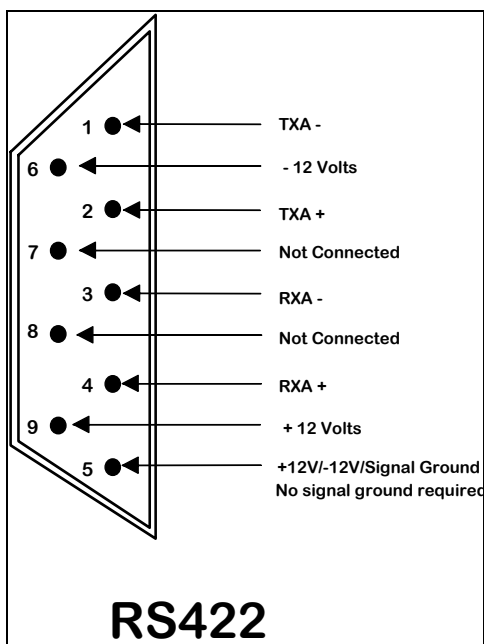 1 TXA -
6 - 12 Volts
2 TXA +
7 Not Connected
3 RXA -
8 Not Connected
4 RXA +
9 + 12 Volts
5 +12V/-12V/Signal Ground
No signal ground required
RS422